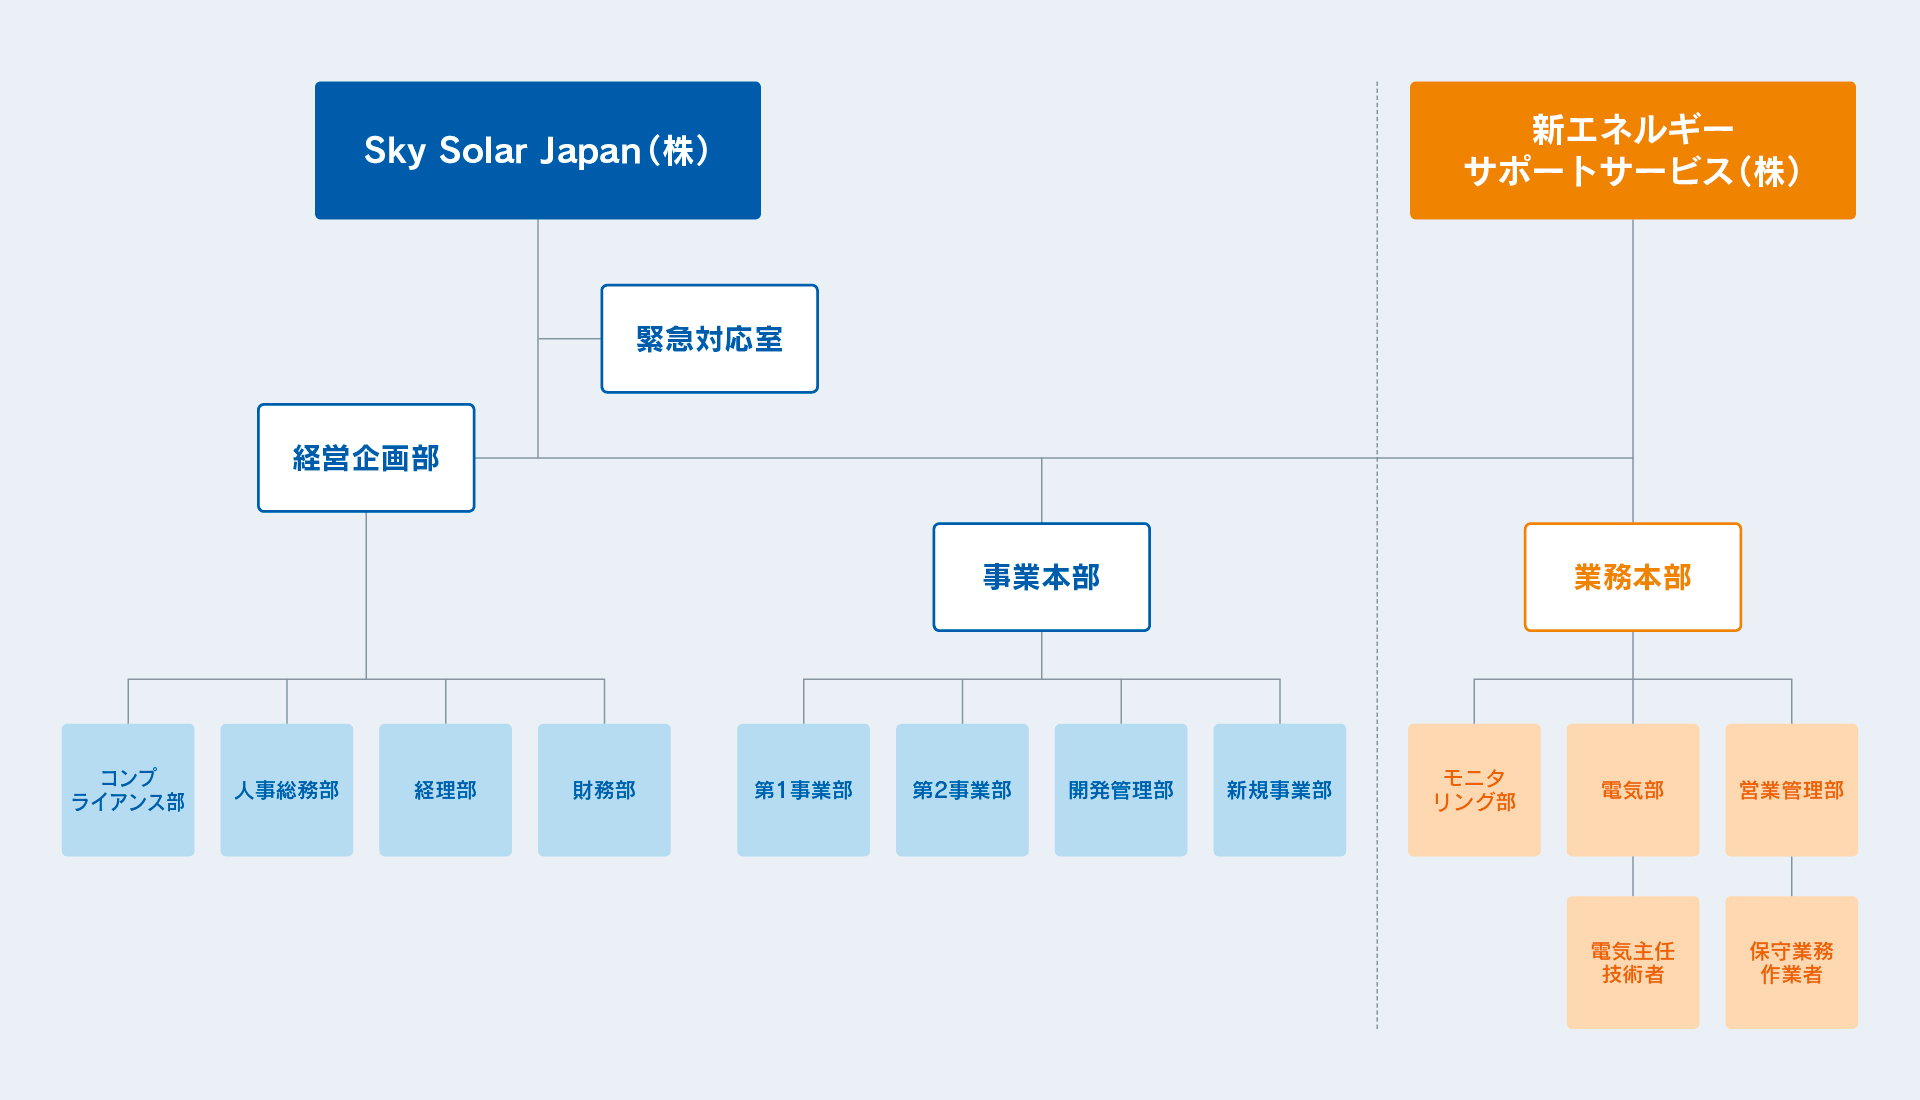 Sky Solar Japan（株）
新エネルギー
サポートサービス（株）
緊急対応室
経営企画部
事業本部
業務本部
コンプ
ライアンス部
人事総務部
経理部
財務部
第1事業部
第2事業部
開発管理部
新規事業部
モニタ
リング部
電気部
営業管理部
電気主任
技術者
保守業務
作業者